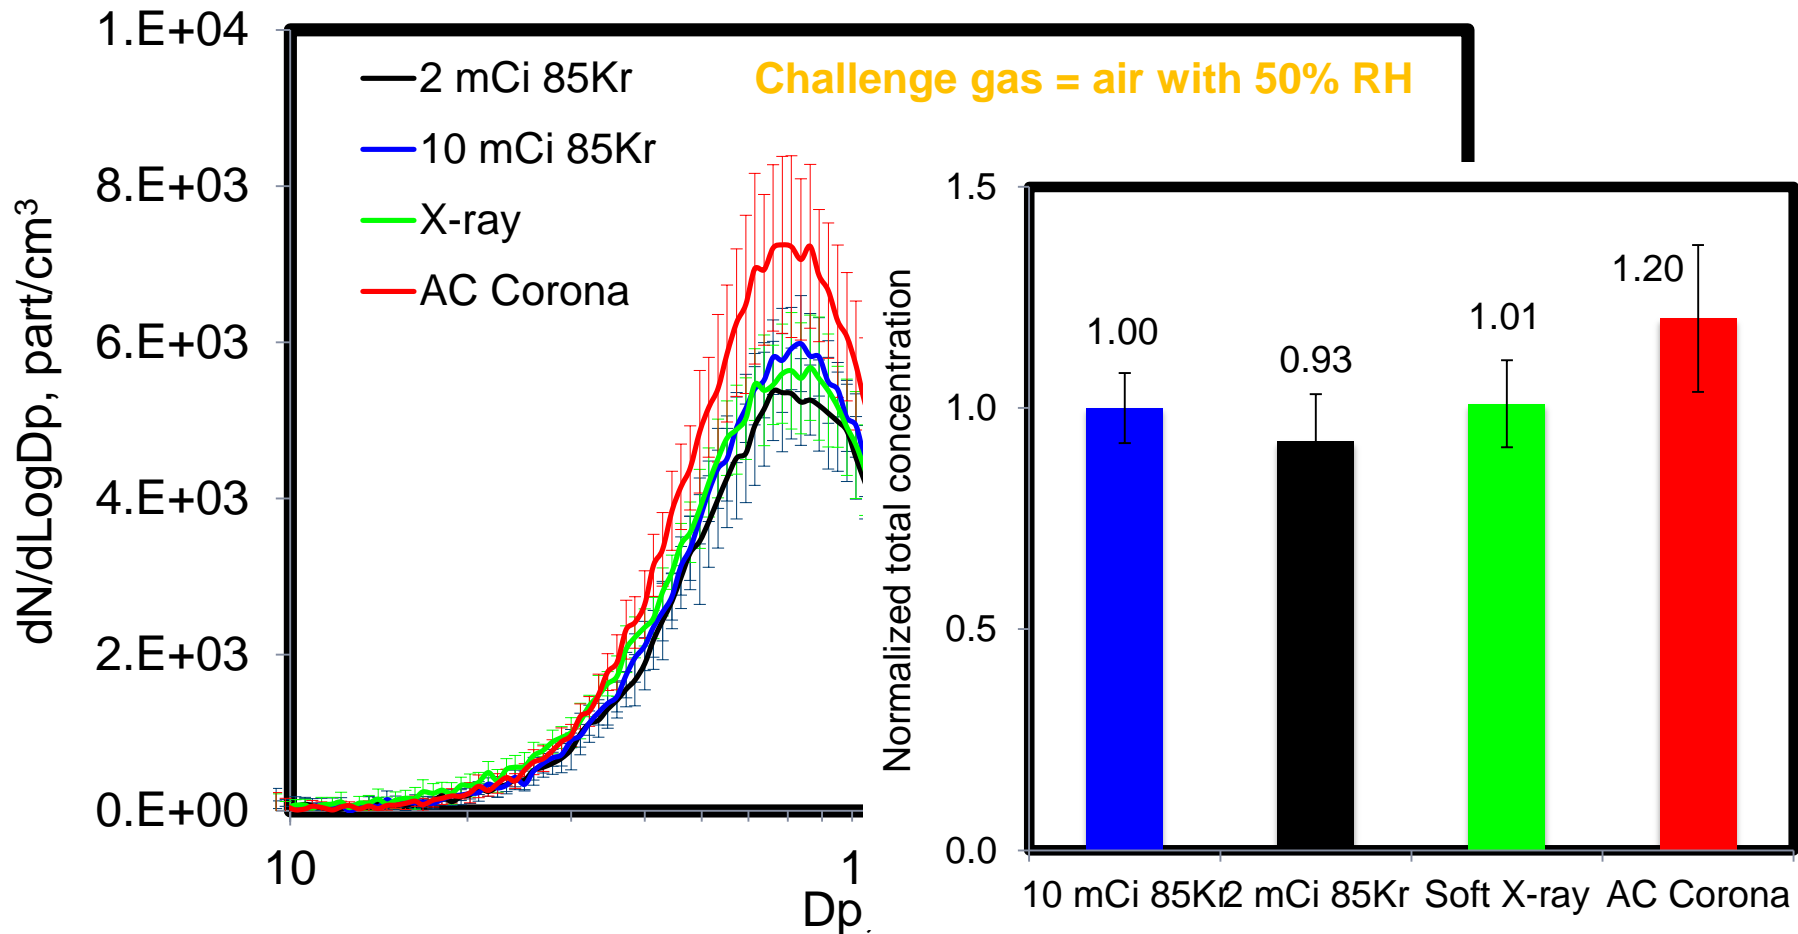 1.E+04
8.E+03
6.E+03
4.E+03
2.E+03
0.E+00
dN/dLogDp, part/cm³
2 mCi 85Kr
10 mCi 85Kr
X-ray
AC Corona
Challenge gas = air with 50% RH
10
1
Dp
1.5
1.0
0.5
0.0
Normalized total concentration
1.00
0.93
1.01
1.20
10 mCi 85Kr
2 mCi 85Kr
Soft X-ray
AC Corona